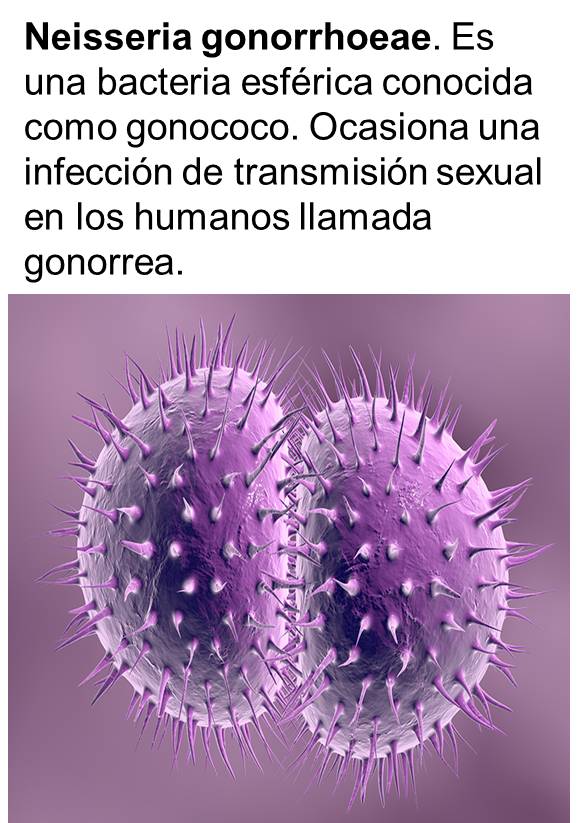 Neisseria gonorrhoeae. Es
una bacteria esférica conocida
como gonococo. Ocasiona una
infección de transmisión sexual
en los humanos llamada
gonorrea.